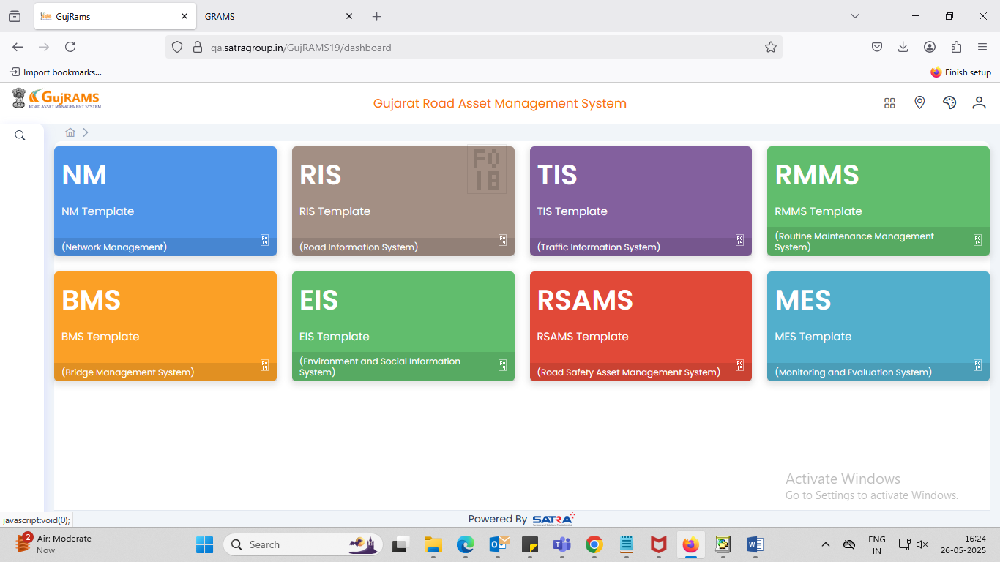 GujRams
GRAMS
qa.satragroup.in/GujRAMS19/dashboard
Import bookmarks...
Finish setup
GujRAMS
ROAD ASSET MANAGEMENT SYSTEM
Gujarat Road Asset Management System
NM
NM Template
(Network Management)
RIS
F0
18
RIS Template
(Road Information System)
TIS
TIS Template
(Traffic Information System)
RMMS
RMMS Template
(Routine Maintenance Management
System)
BMS
BMS Template
(Bridge Management System)
EIS
EIS Template
(Environment and Social Information
System)
RSAMS
RSAMS Template
(Road Safety Asset Management System)
MES
MES Template
(Monitoring and Evaluation System)
Activate Windows
Go to Settings to activate Windows.
javascript:void(0);
Powered By SATRA
2
Air: Moderate
Now
Search
ENG
IN
16:24
26-05-2025